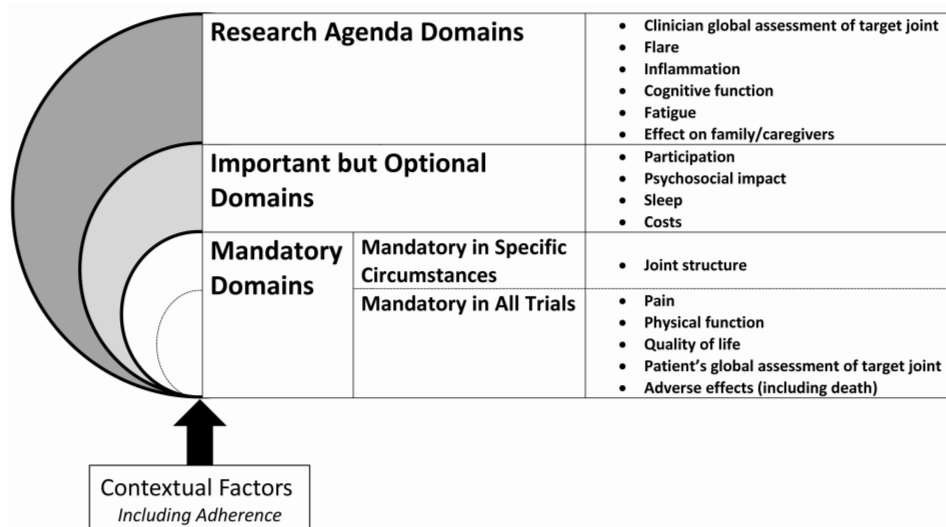 Research Agenda Domains
• Clinician global assessment of target joint
• Flare
• Inflammation
• Cognitive function
• Fatigue
• Effect on family/caregivers
Important but Optional
Domains
• Participation
• Psychosocial impact
• Sleep
• Costs
Mandatory
Domains
Mandatory in Specific
Circumstances
• Joint structure
Mandatory in All Trials
• Pain
• Physical function
• Quality of life
• Patient's global assessment of target joint
• Adverse effects (including death)
Contextual Factors
Including Adherence